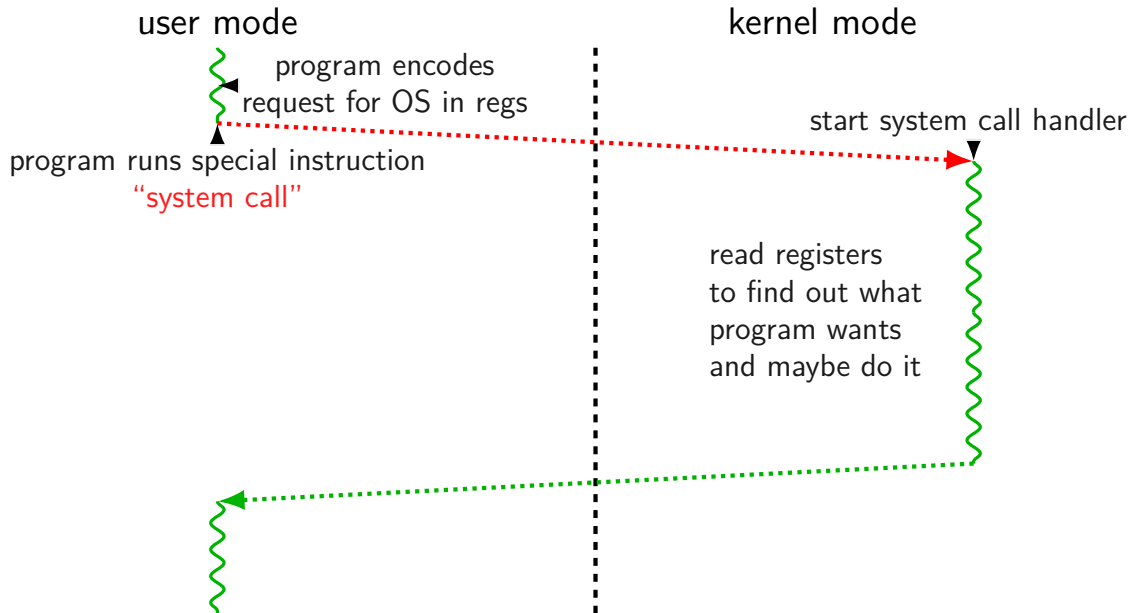 user mode
kernel mode
program encodes
request for OS in regs
start system call handler
program runs special instruction
“system call”
read registers
to find out what
program wants
and maybe do it